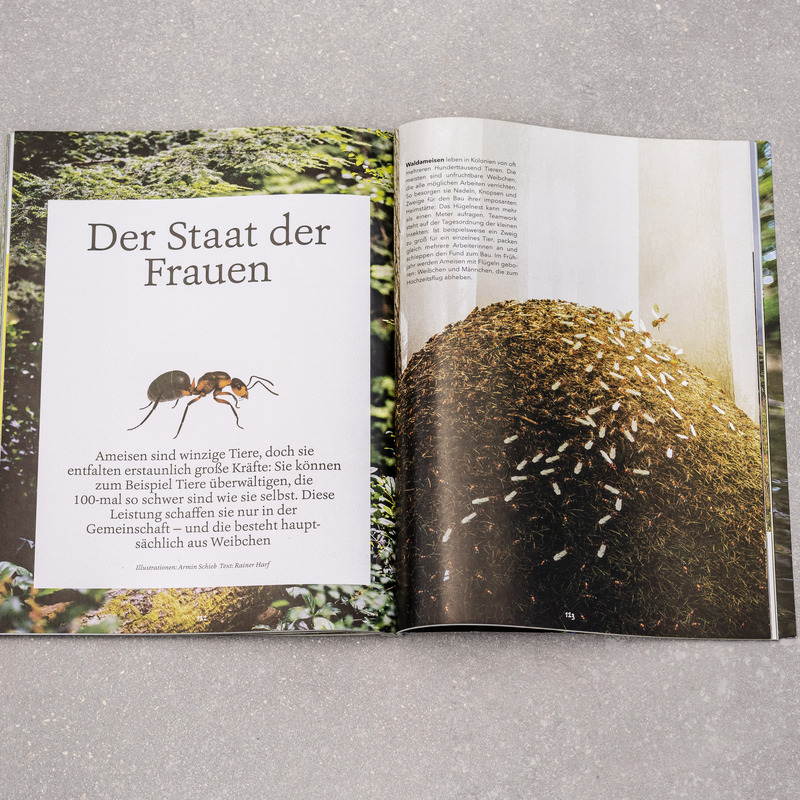 Der Staat der
Frauen
Ameisen sind winzige Tiere, doch sie
entfalten erstaunlich große Kräfte: Sie können
zum Beispiel Tiere überwältigen, die
100-mal so schwer sind wie sie selbst. Diese
Leistung schaffen sie nur in der
Gemeinschaft – und die besteht haupt-
sächlich aus Weibchen
Illustrationen: Armin Schieb Text: Rainer Harf
122
Waldameisen leben in Kolonien von oft
mehreren Hunderttausend Tieren. Die
meisten sind unfruchtbare Weibchen,
die alle möglichen Arbeiten verrichten.
So besorgen sie Nadeln, Knospen und
Zweige für den Bau ihrer imposanten
Heimstätte: Das Hügelnest kann mehr
als einen Meter aufragen. Teamwork
steht auf der Tagesordnung der kleinen
Insekten: Ist beispielsweise ein Zweig
zu groß für ein einzelnes Tier, packen
gleich mehrere Arbeiterinnen an und
schleppen den Fund zum Bau. Im Früh-
jahr werden Ameisen mit Flügeln gebo-
ren: Weibchen und Männchen, die zum
Hochzeitsflug abheben.
123